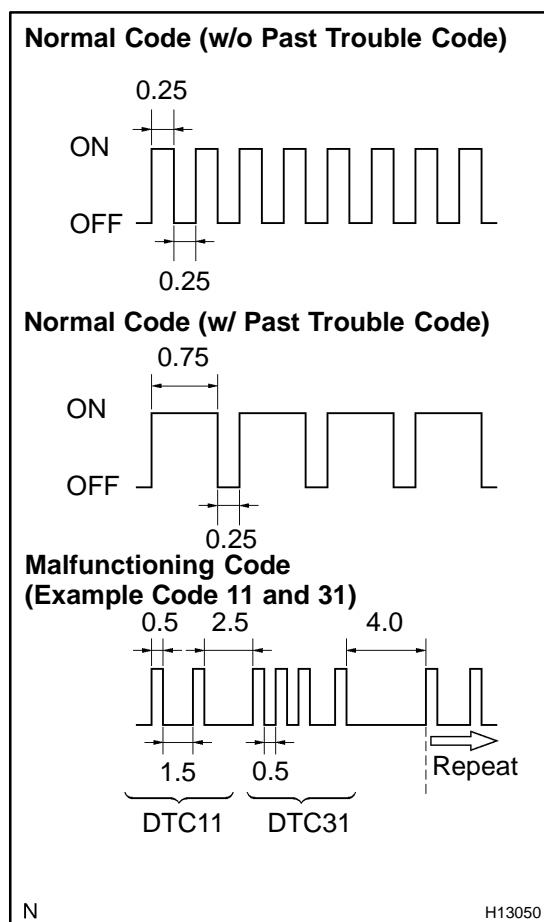 Normal Code (w/o Past Trouble Code)
0.25
ON
OFF
0.25
Normal Code (w/ Past Trouble Code)
0.75
ON
OFF
0.25
Malfunctioning Code
(Example Code 11 and 31)
0.5 2.5 4.0
1.5 0.5 Repeat
DTC11 DTC31
N H13050